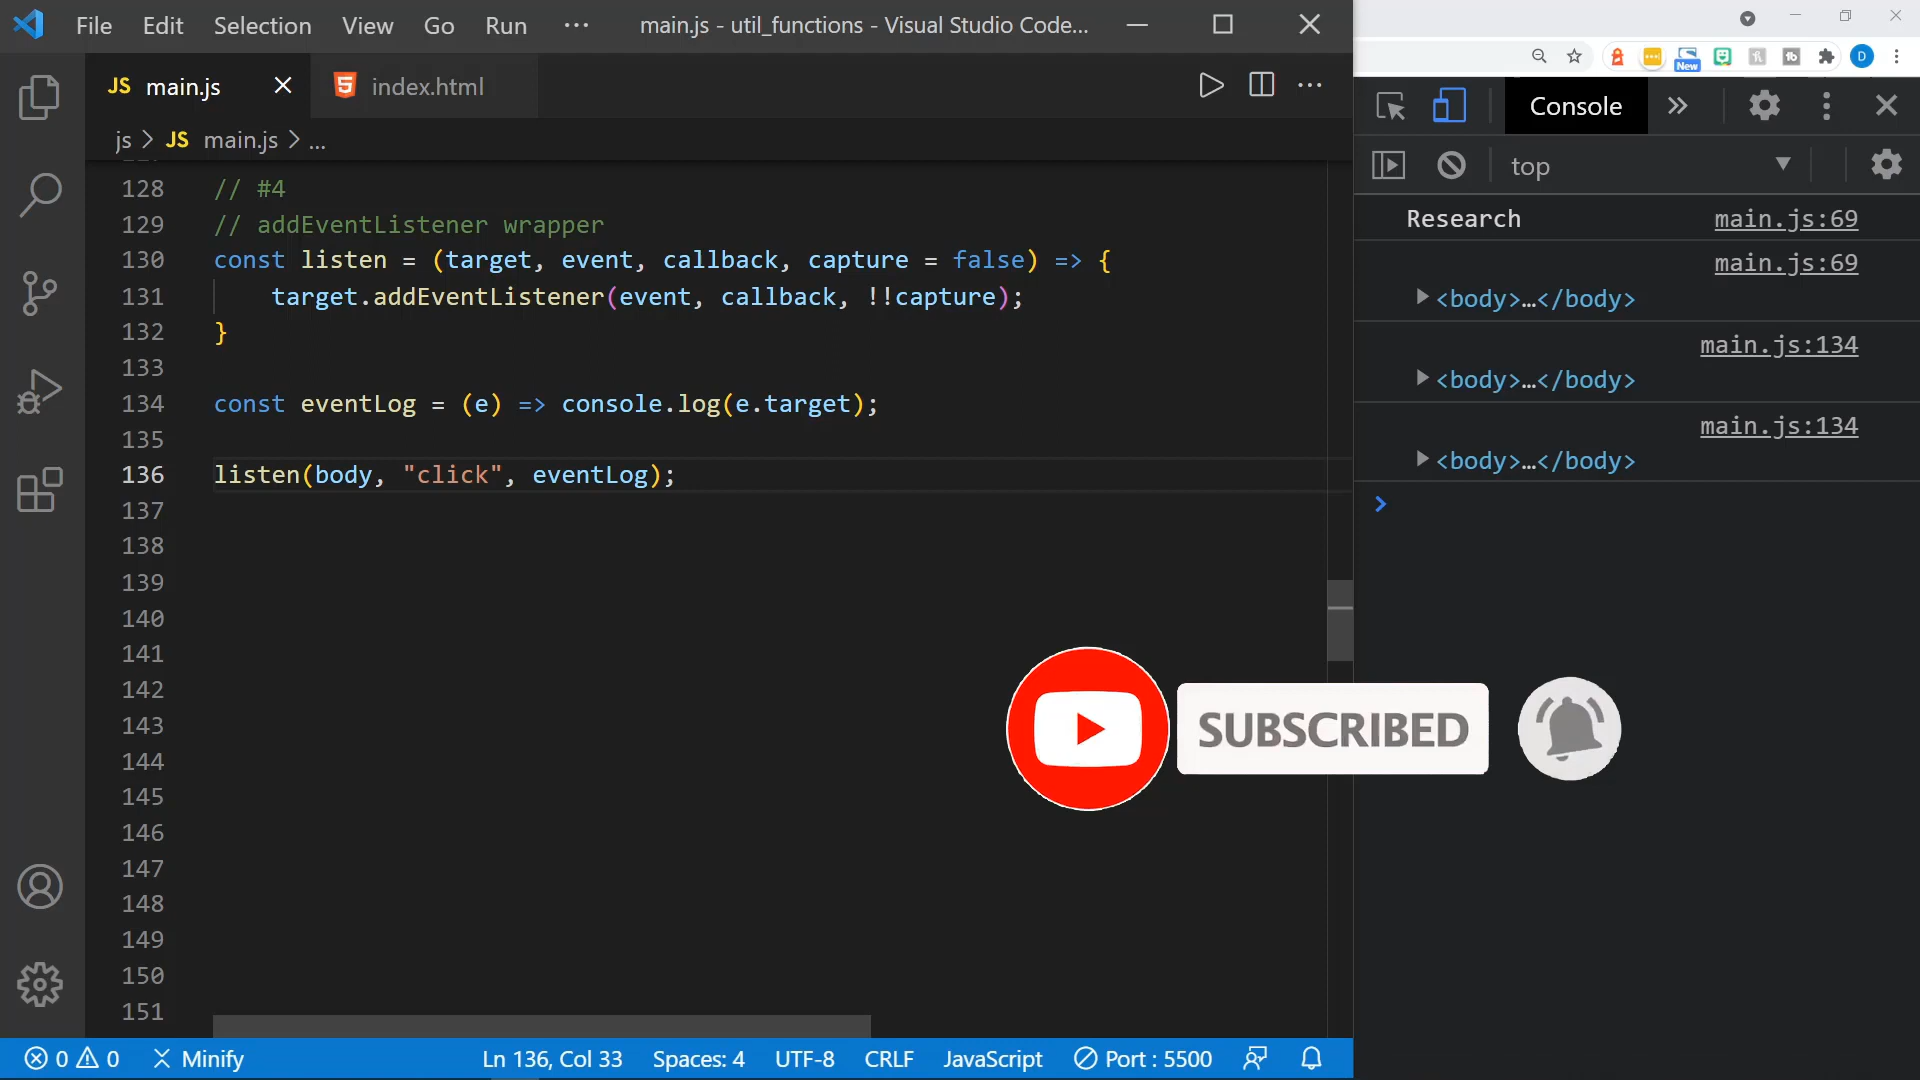 File Edit Selection View Go Run ··· main.js - util_functions - Visual Studio Code...
JS main.js index.html
js > JS main.js > ...
128 // #4
129 // addEventListener wrapper
130 const listen = (target, event, callback, capture = false) => {
131 target.addEventListener(event, callback, !!capture);
132 }
133
134 const eventLog = (e) => console.log(e.target);
135
136 listen(body, "click", eventLog);
137
138
139
140
141
142
143
144
145
146
147
148
149
150
151
0 0 Minify Ln 136, Col 33 Spaces: 4 UTF-8 CRLF JavaScript Port : 5500
New D
Console
top
Research main.js:69
main.js:69
<body>…</body>
main.js:134
<body>…</body>
main.js:134
<body>…</body>
SUBSCRIBED